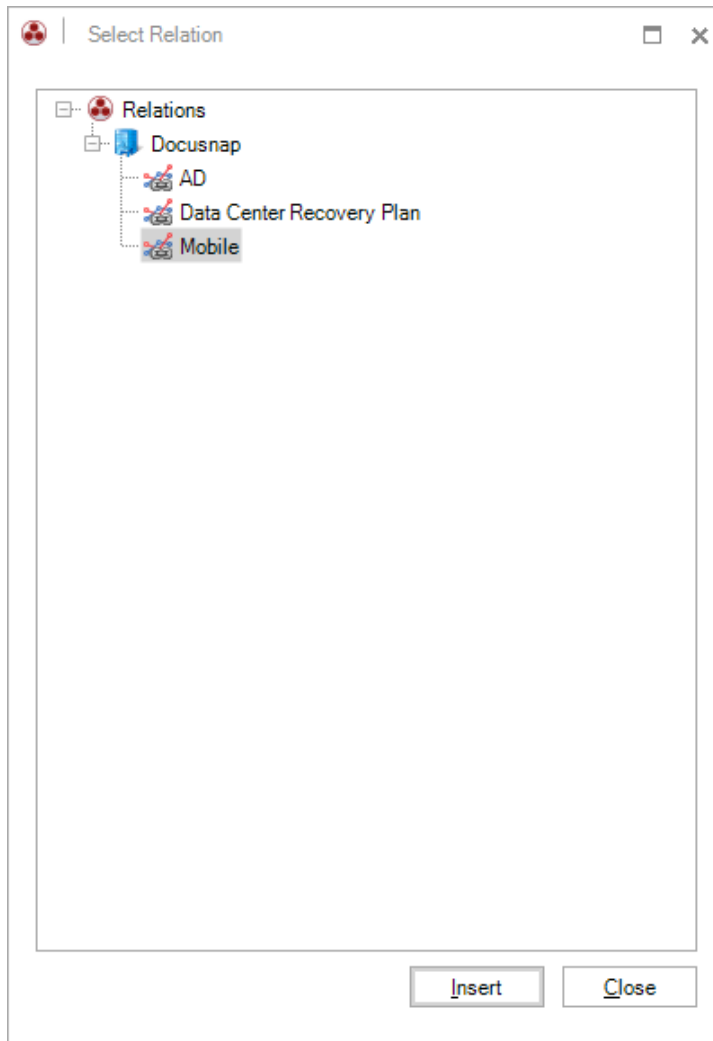 Select Relation
Relations
Docusnap
AD
Data Center Recovery Plan
Mobile
Insert Close